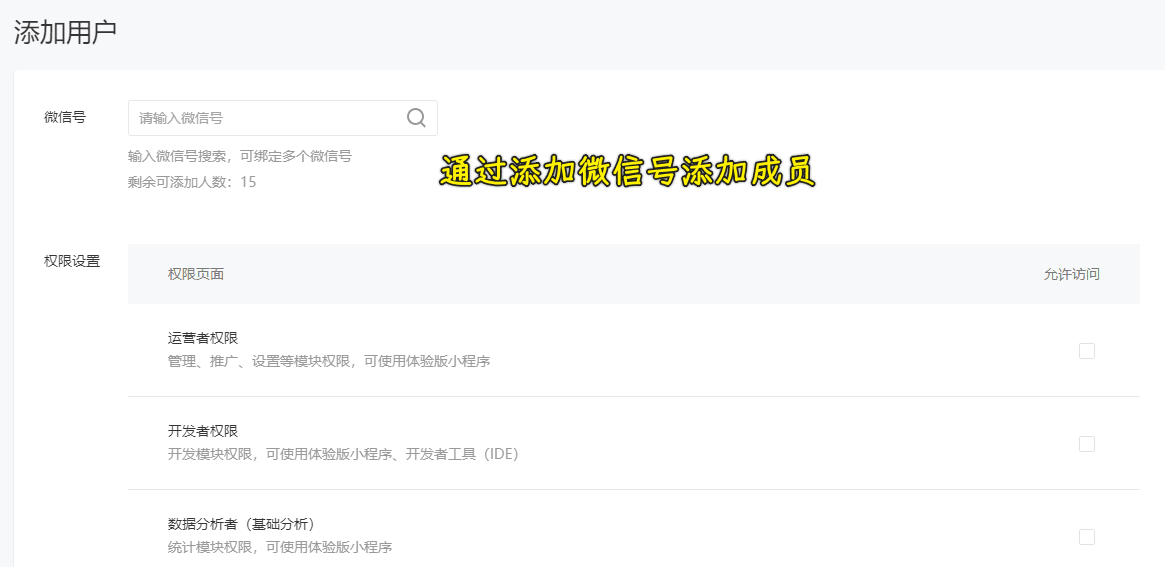 添加用户
微信号
请输入微信号
输入微信号搜索，可绑定多个微信号
剩余可添加人数：15
通过添加微信号添加成员
权限设置
权限页面 允许访问
运营者权限
管理、推广、设置等模块权限，可使用体验版小程序
开发者权限
开发模块权限，可使用体验版小程序、开发者工具（IDE）
数据分析者（基础分析）
统计模块权限，可使用体验版小程序